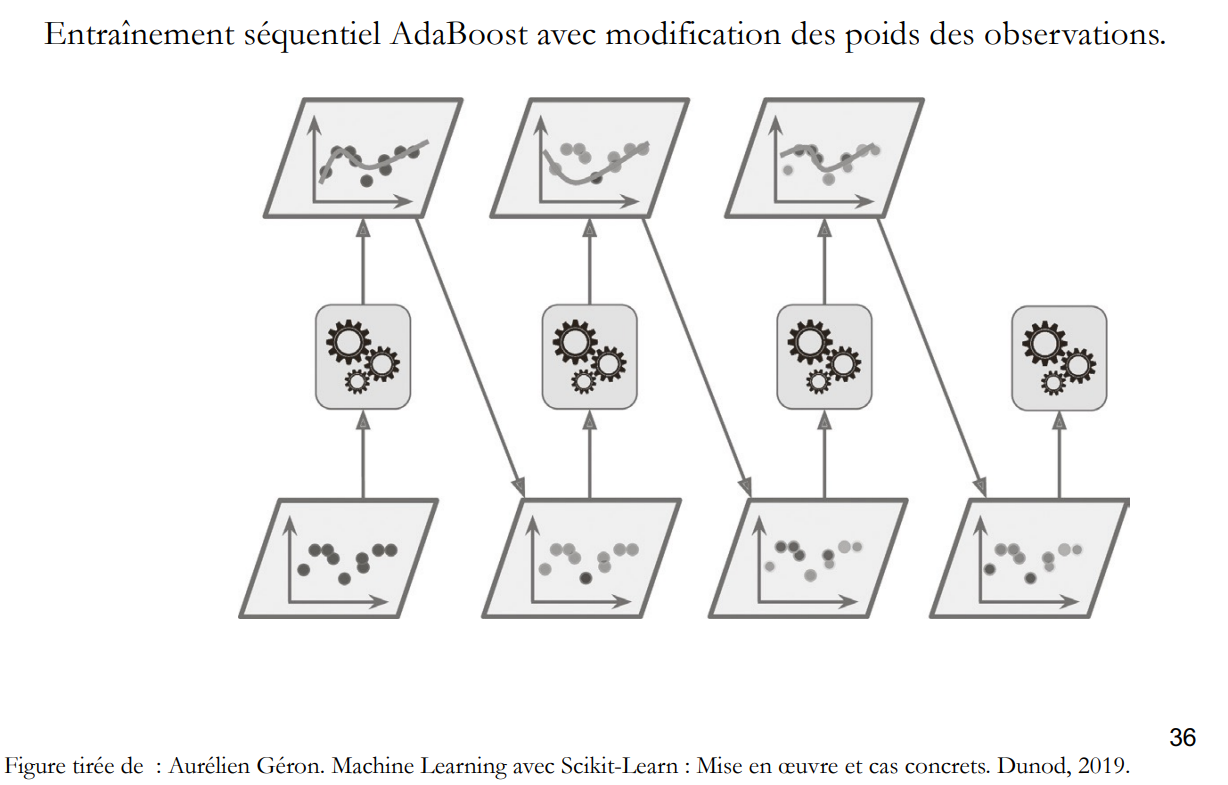 Entraînement séquentiel AdaBoost avec modification des poids des observations.
36
Figure tirée de  : Aurélien Géron. Machine Learning avec Scikit-Learn : Mise en œuvre et cas concrets. Dunod, 2019.